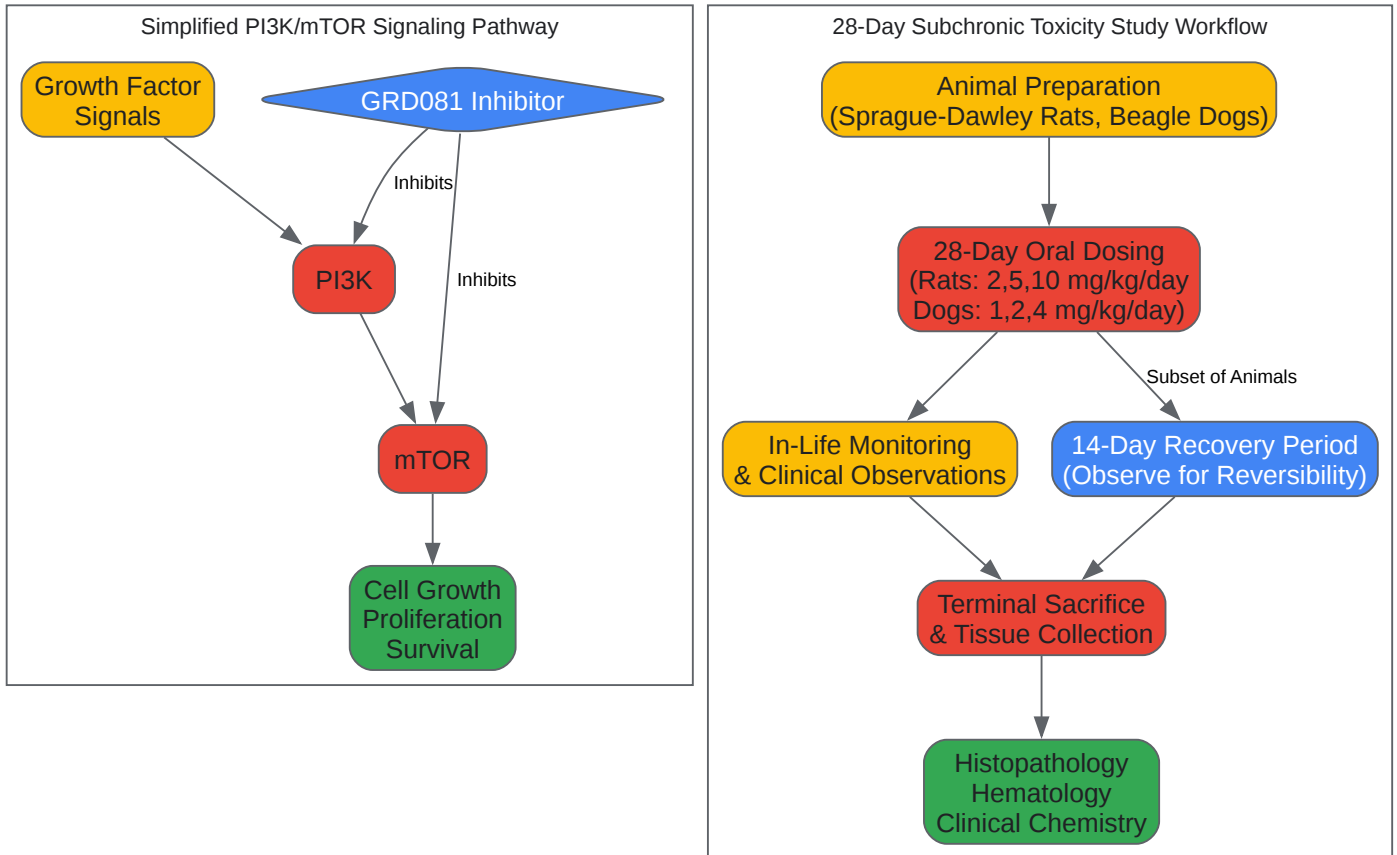 Simplified PI3K/mTOR Signaling Pathway
Growth Factor
Signals
GRD081 Inhibitor
Inhibits
PI3K
Inhibits
mTOR
Cell Growth
Proliferation
Survival
28-Day Subchronic Toxicity Study Workflow
Animal Preparation
(Sprague-Dawley Rats, Beagle Dogs)
28-Day Oral Dosing
(Rats: 2,5,10 mg/kg/day
Dogs: 1,2,4 mg/kg/day)
Subset of Animals
In-Life Monitoring
& Clinical Observations
14-Day Recovery Period
(Observe for Reversibility)
Terminal Sacrifice
& Tissue Collection
Histopathology
Hematology
Clinical Chemistry